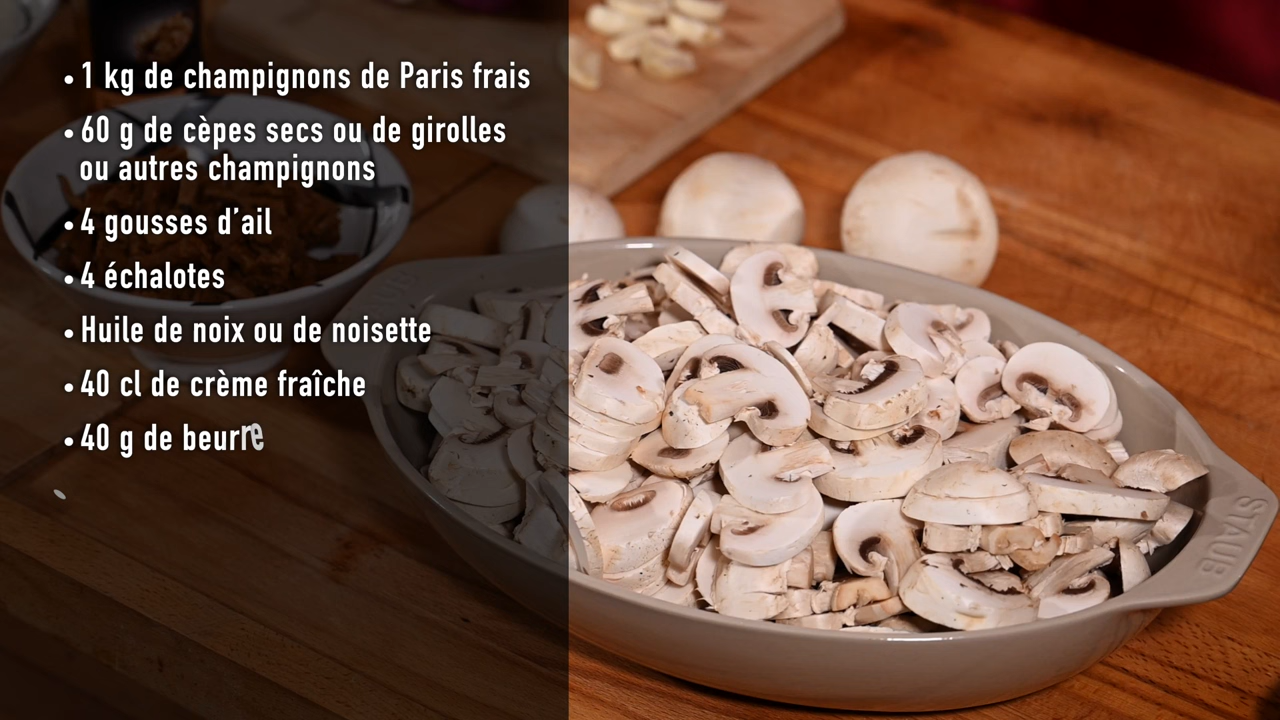 • 1 kg de champignons de Paris frais
• 60 g de cèpes secs ou de girolles
ou autres champignons
• 4 gousses d’ail
• 4 échalotes
• Huile de noix ou de noisette
• 40 cl de crème fraîche
• 40 g de beurre
STAUB